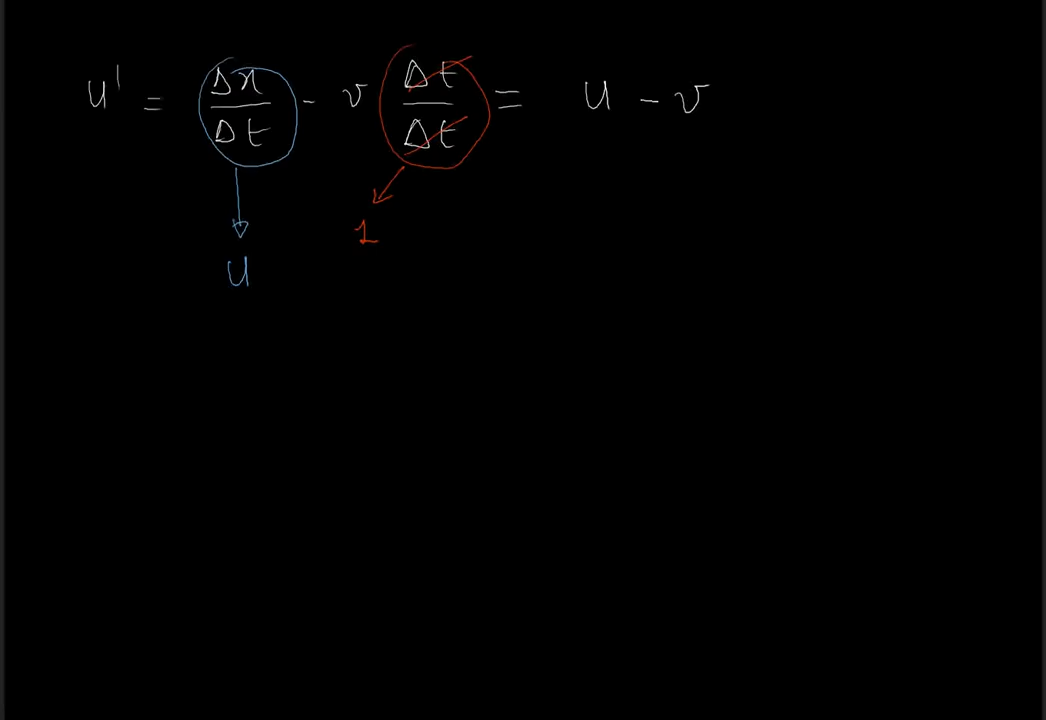 u' = Δx/Δt - v Δt/Δt = u - v
1
u